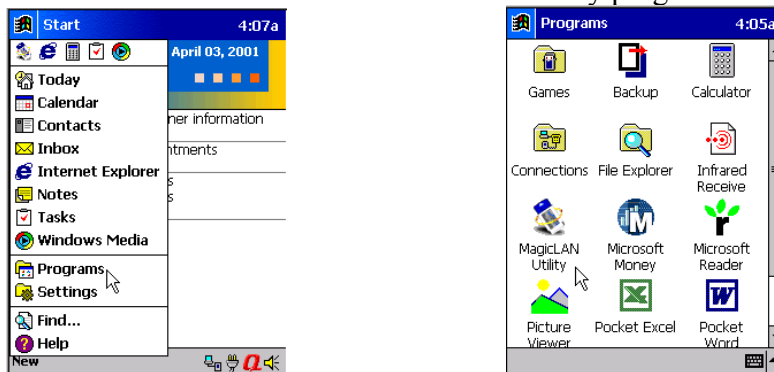 Start 4:07a
April 03, 2001
Today
Calendar
ner information
Contacts
Inbox
ntments
Internet Explorer
Notes
s
s
Tasks
Windows Media
Programs
Settings
Find...
Help
New
Programs 4:05a
Games Backup Calculator
Connections File Explorer Infrared
Receive
MagicLAN Microsoft Microsoft
Utility Money Reader
Picture Pocket Excel Pocket
Viewer Word